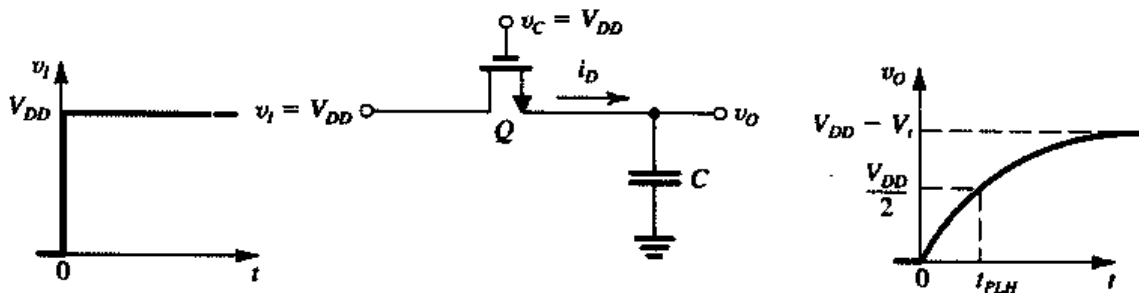 v_I
V_DD
0
t
v_I = V_DD
v_C = V_DD
i_D
Q
v_O
C
v_O
V_DD − V_t
V_DD
2
0
t_PLH
t